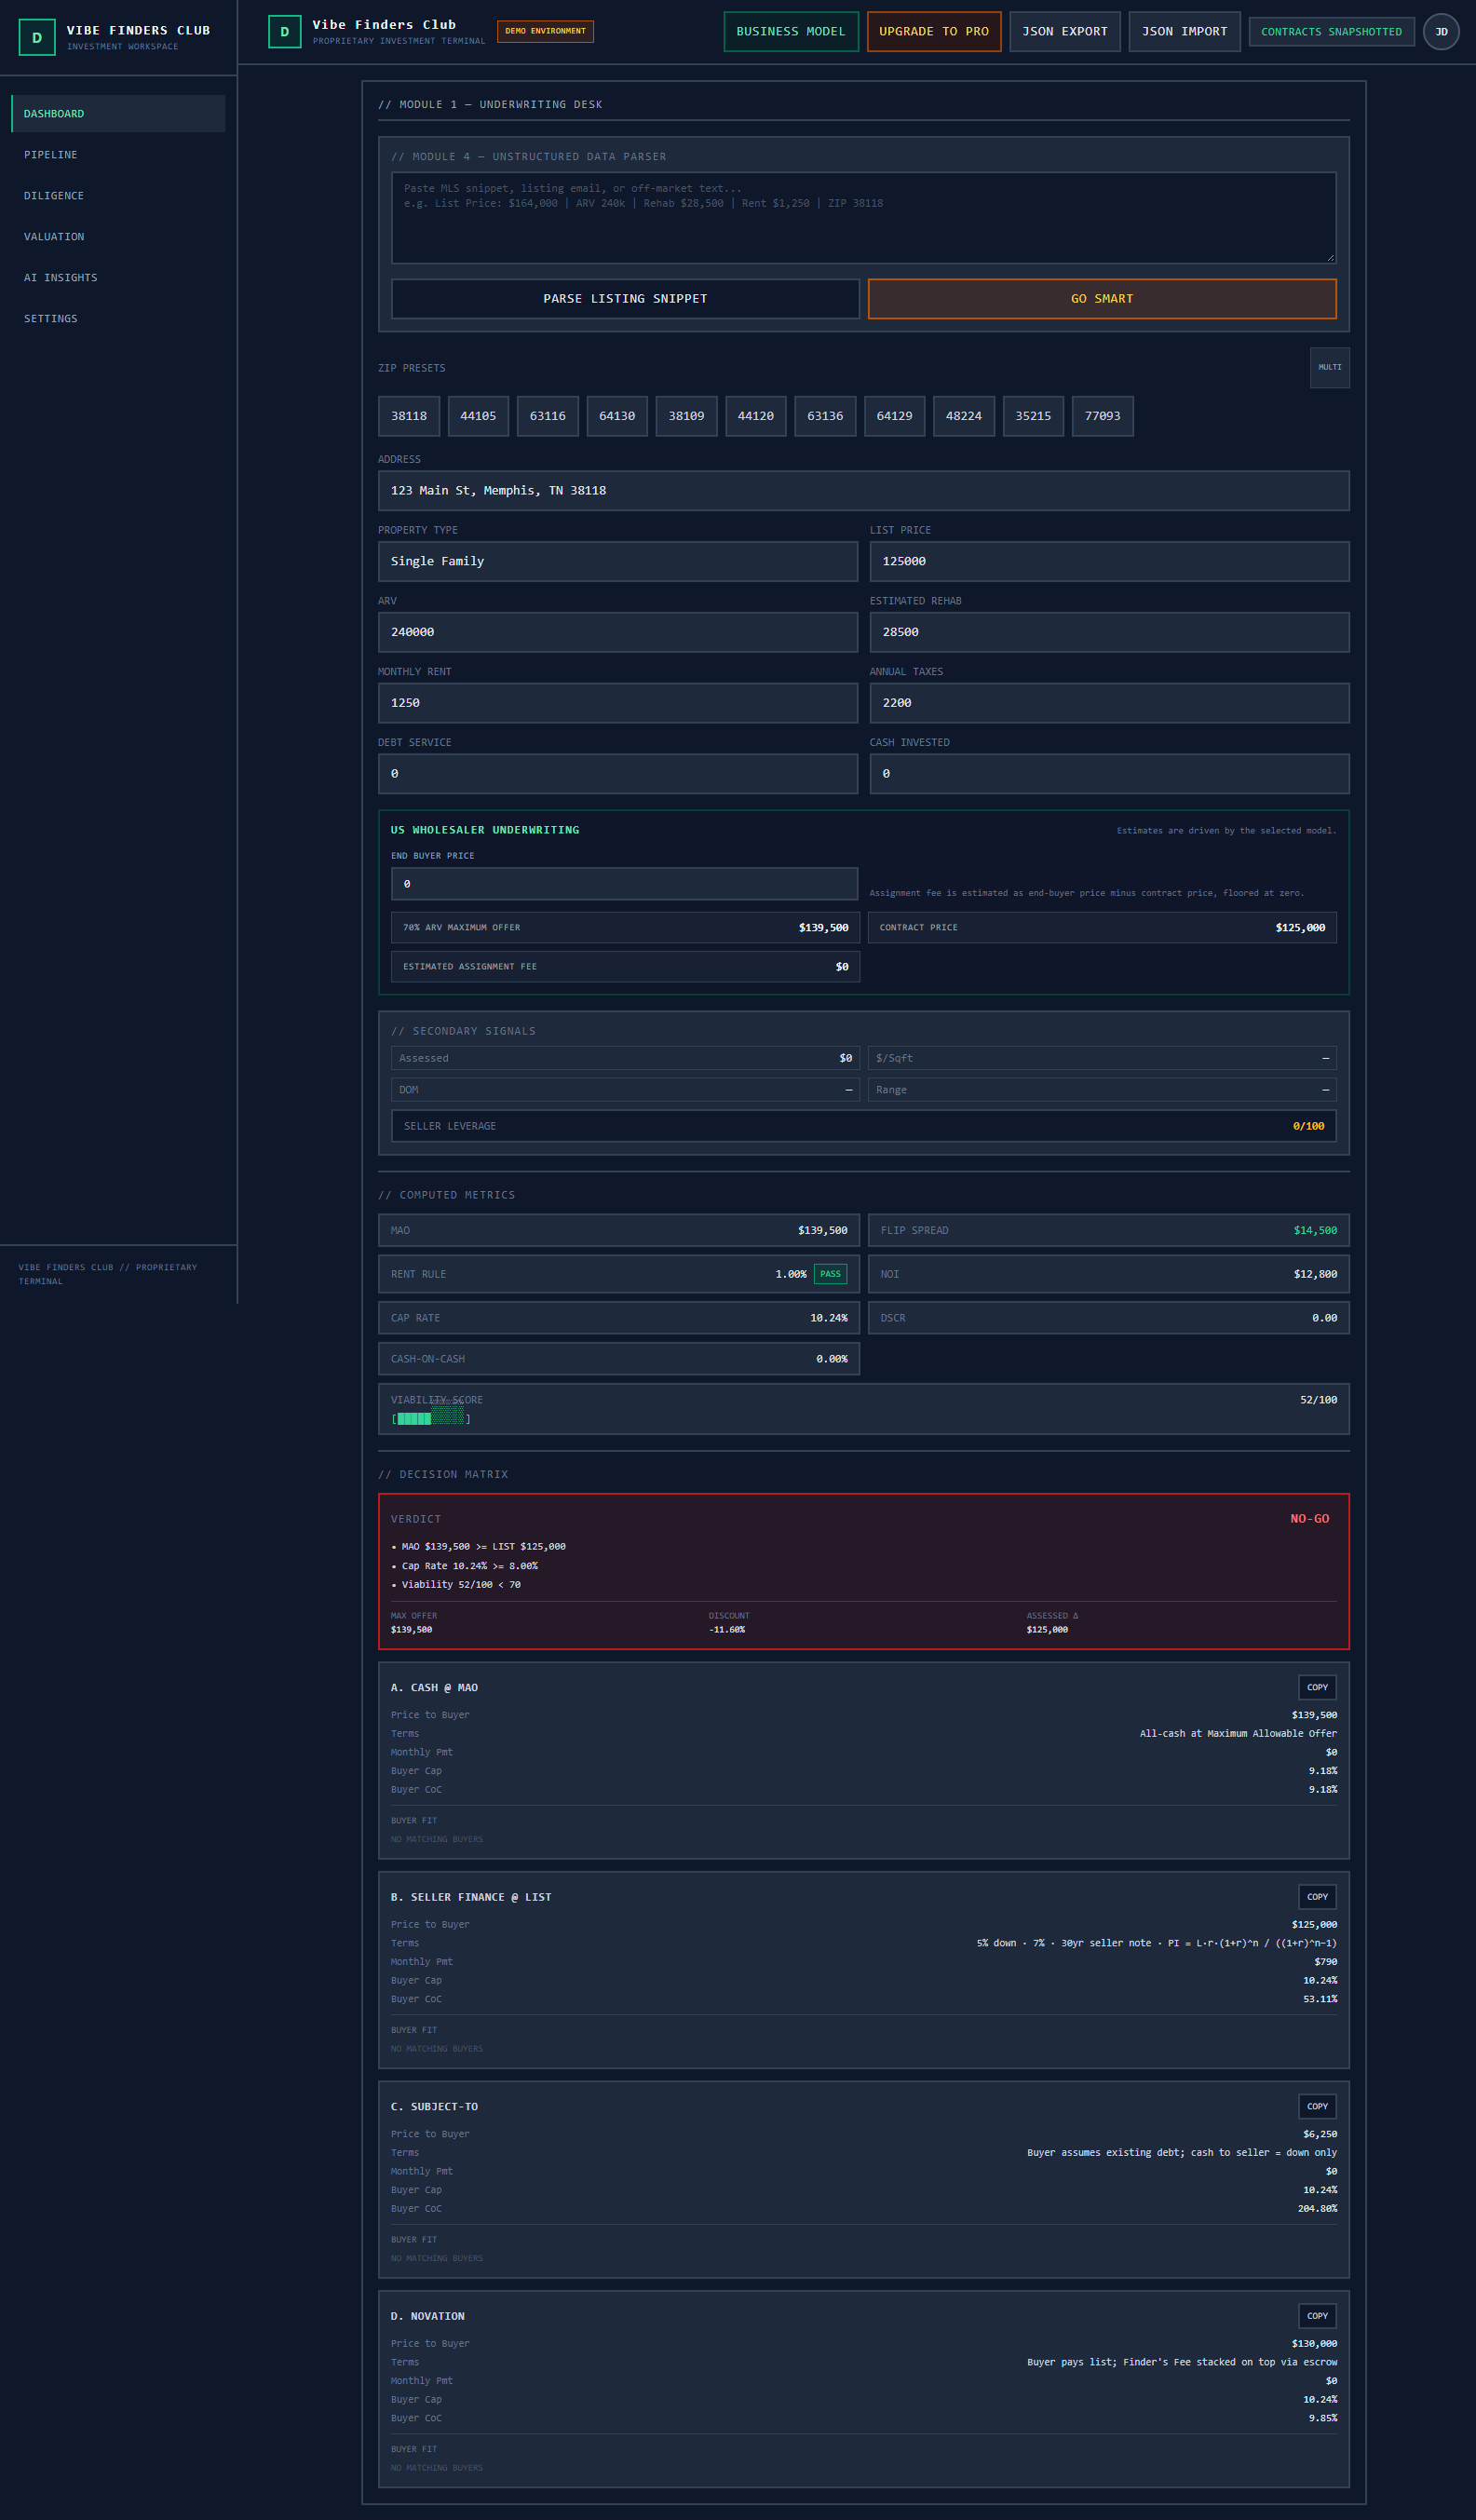 D
VIBE FINDERS CLUB
INVESTMENT WORKSPACE
DASHBOARD
PIPELINE
DILIGENCE
VALUATION
AI INSIGHTS
SETTINGS
VIBE FINDERS CLUB // PROPRIETARY
TERMINAL
D
Vibe Finders Club
PROPRIETARY INVESTMENT TERMINAL
DEMO ENVIRONMENT
BUSINESS MODEL
UPGRADE TO PRO
JSON EXPORT
JSON IMPORT
CONTRACTS SNAPSHOTTED
JD
// MODULE 1 — UNDERWRITING DESK
// MODULE 4 — UNSTRUCTURED DATA PARSER
Paste MLS snippet, listing email, or off-market text...
e.g. List Price: $164,000 | ARV 240k | Rehab $28,500 | Rent $1,250 | ZIP 38118
PARSE LISTING SNIPPET
GO SMART
ZIP PRESETS
MULTI
38118 44105 63116 64130 38109 44120 63136 64129 48224 35215 77093
ADDRESS
123 Main St, Memphis, TN 38118
PROPERTY TYPE
Single Family
LIST PRICE
125000
ARV
240000
ESTIMATED REHAB
28500
MONTHLY RENT
1250
ANNUAL TAXES
2200
DEBT SERVICE
0
CASH INVESTED
0
US WHOLESALER UNDERWRITING
Estimates are driven by the selected model.
END BUYER PRICE
0
Assignment fee is estimated as end-buyer price minus contract price, floored at zero.
70% ARV MAXIMUM OFFER $139,500
CONTRACT PRICE $125,000
ESTIMATED ASSIGNMENT FEE $0
// SECONDARY SIGNALS
Assessed $0
$/Sqft —
DOM —
Range —
SELLER LEVERAGE 0/100
// COMPUTED METRICS
MAO $139,500
FLIP SPREAD $14,500
RENT RULE 1.00% PASS
NOI $12,800
CAP RATE 10.24%
DSCR 0.00
CASH-ON-CASH 0.00%
VIABILITY SCORE 52/100
[█████░░░░░]
// DECISION MATRIX
VERDICT NO-GO
• MAO $139,500 >= LIST $125,000
• Cap Rate 10.24% >= 8.00%
• Viability 52/100 < 70
MAX OFFER
$139,500
DISCOUNT
-11.60%
ASSESSED Δ
$125,000
A. CASH @ MAO COPY
Price to Buyer $139,500
Terms All-cash at Maximum Allowable Offer
Monthly Pmt $0
Buyer Cap 9.18%
Buyer CoC 9.18%
BUYER FIT
NO MATCHING BUYERS
B. SELLER FINANCE @ LIST COPY
Price to Buyer $125,000
Terms 5% down · 7% · 30yr seller note · PI = L·r·(1+r)^n / ((1+r)^n−1)
Monthly Pmt $790
Buyer Cap 10.24%
Buyer CoC 53.11%
BUYER FIT
NO MATCHING BUYERS
C. SUBJECT-TO COPY
Price to Buyer $6,250
Terms Buyer assumes existing debt; cash to seller = down only
Monthly Pmt $0
Buyer Cap 10.24%
Buyer CoC 204.80%
BUYER FIT
NO MATCHING BUYERS
D. NOVATION COPY
Price to Buyer $130,000
Terms Buyer pays list; Finder's Fee stacked on top via escrow
Monthly Pmt $0
Buyer Cap 10.24%
Buyer CoC 9.85%
BUYER FIT
NO MATCHING BUYERS